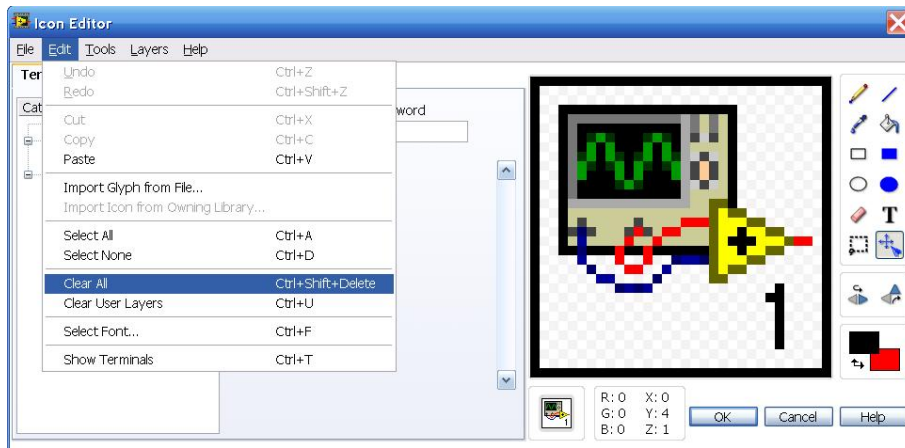 Icon Editor
File Edit Tools Layers Help
Ter
Undo Ctrl+Z
Redo Ctrl+Shift+Z
Cat
word
Cut Ctrl+X
Copy Ctrl+C
Paste Ctrl+V
Import Glyph from File...
Import Icon from Owning Library...
Select All Ctrl+A
Select None Ctrl+D
Clear All Ctrl+Shift+Delete
Clear User Layers Ctrl+U
Select Font... Ctrl+F
Show Terminals Ctrl+T
T
1
1
R: 0 X: 0
G: 0 Y: 4
B: 0 Z: 1
OK Cancel Help